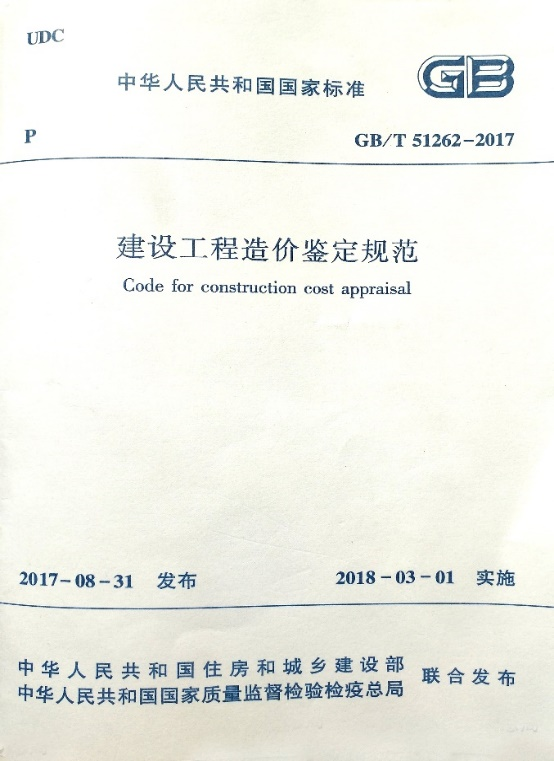 UDC
中华人民共和国国家标准
GB
P
GB/T 51262-2017
建设工程造价鉴定规范
Code for construction cost appraisal
2017-08-31 发布
2018-03-01 实施
中华人民共和国住房和城乡建设部
中华人民共和国国家质量监督检验检疫总局
联合发布